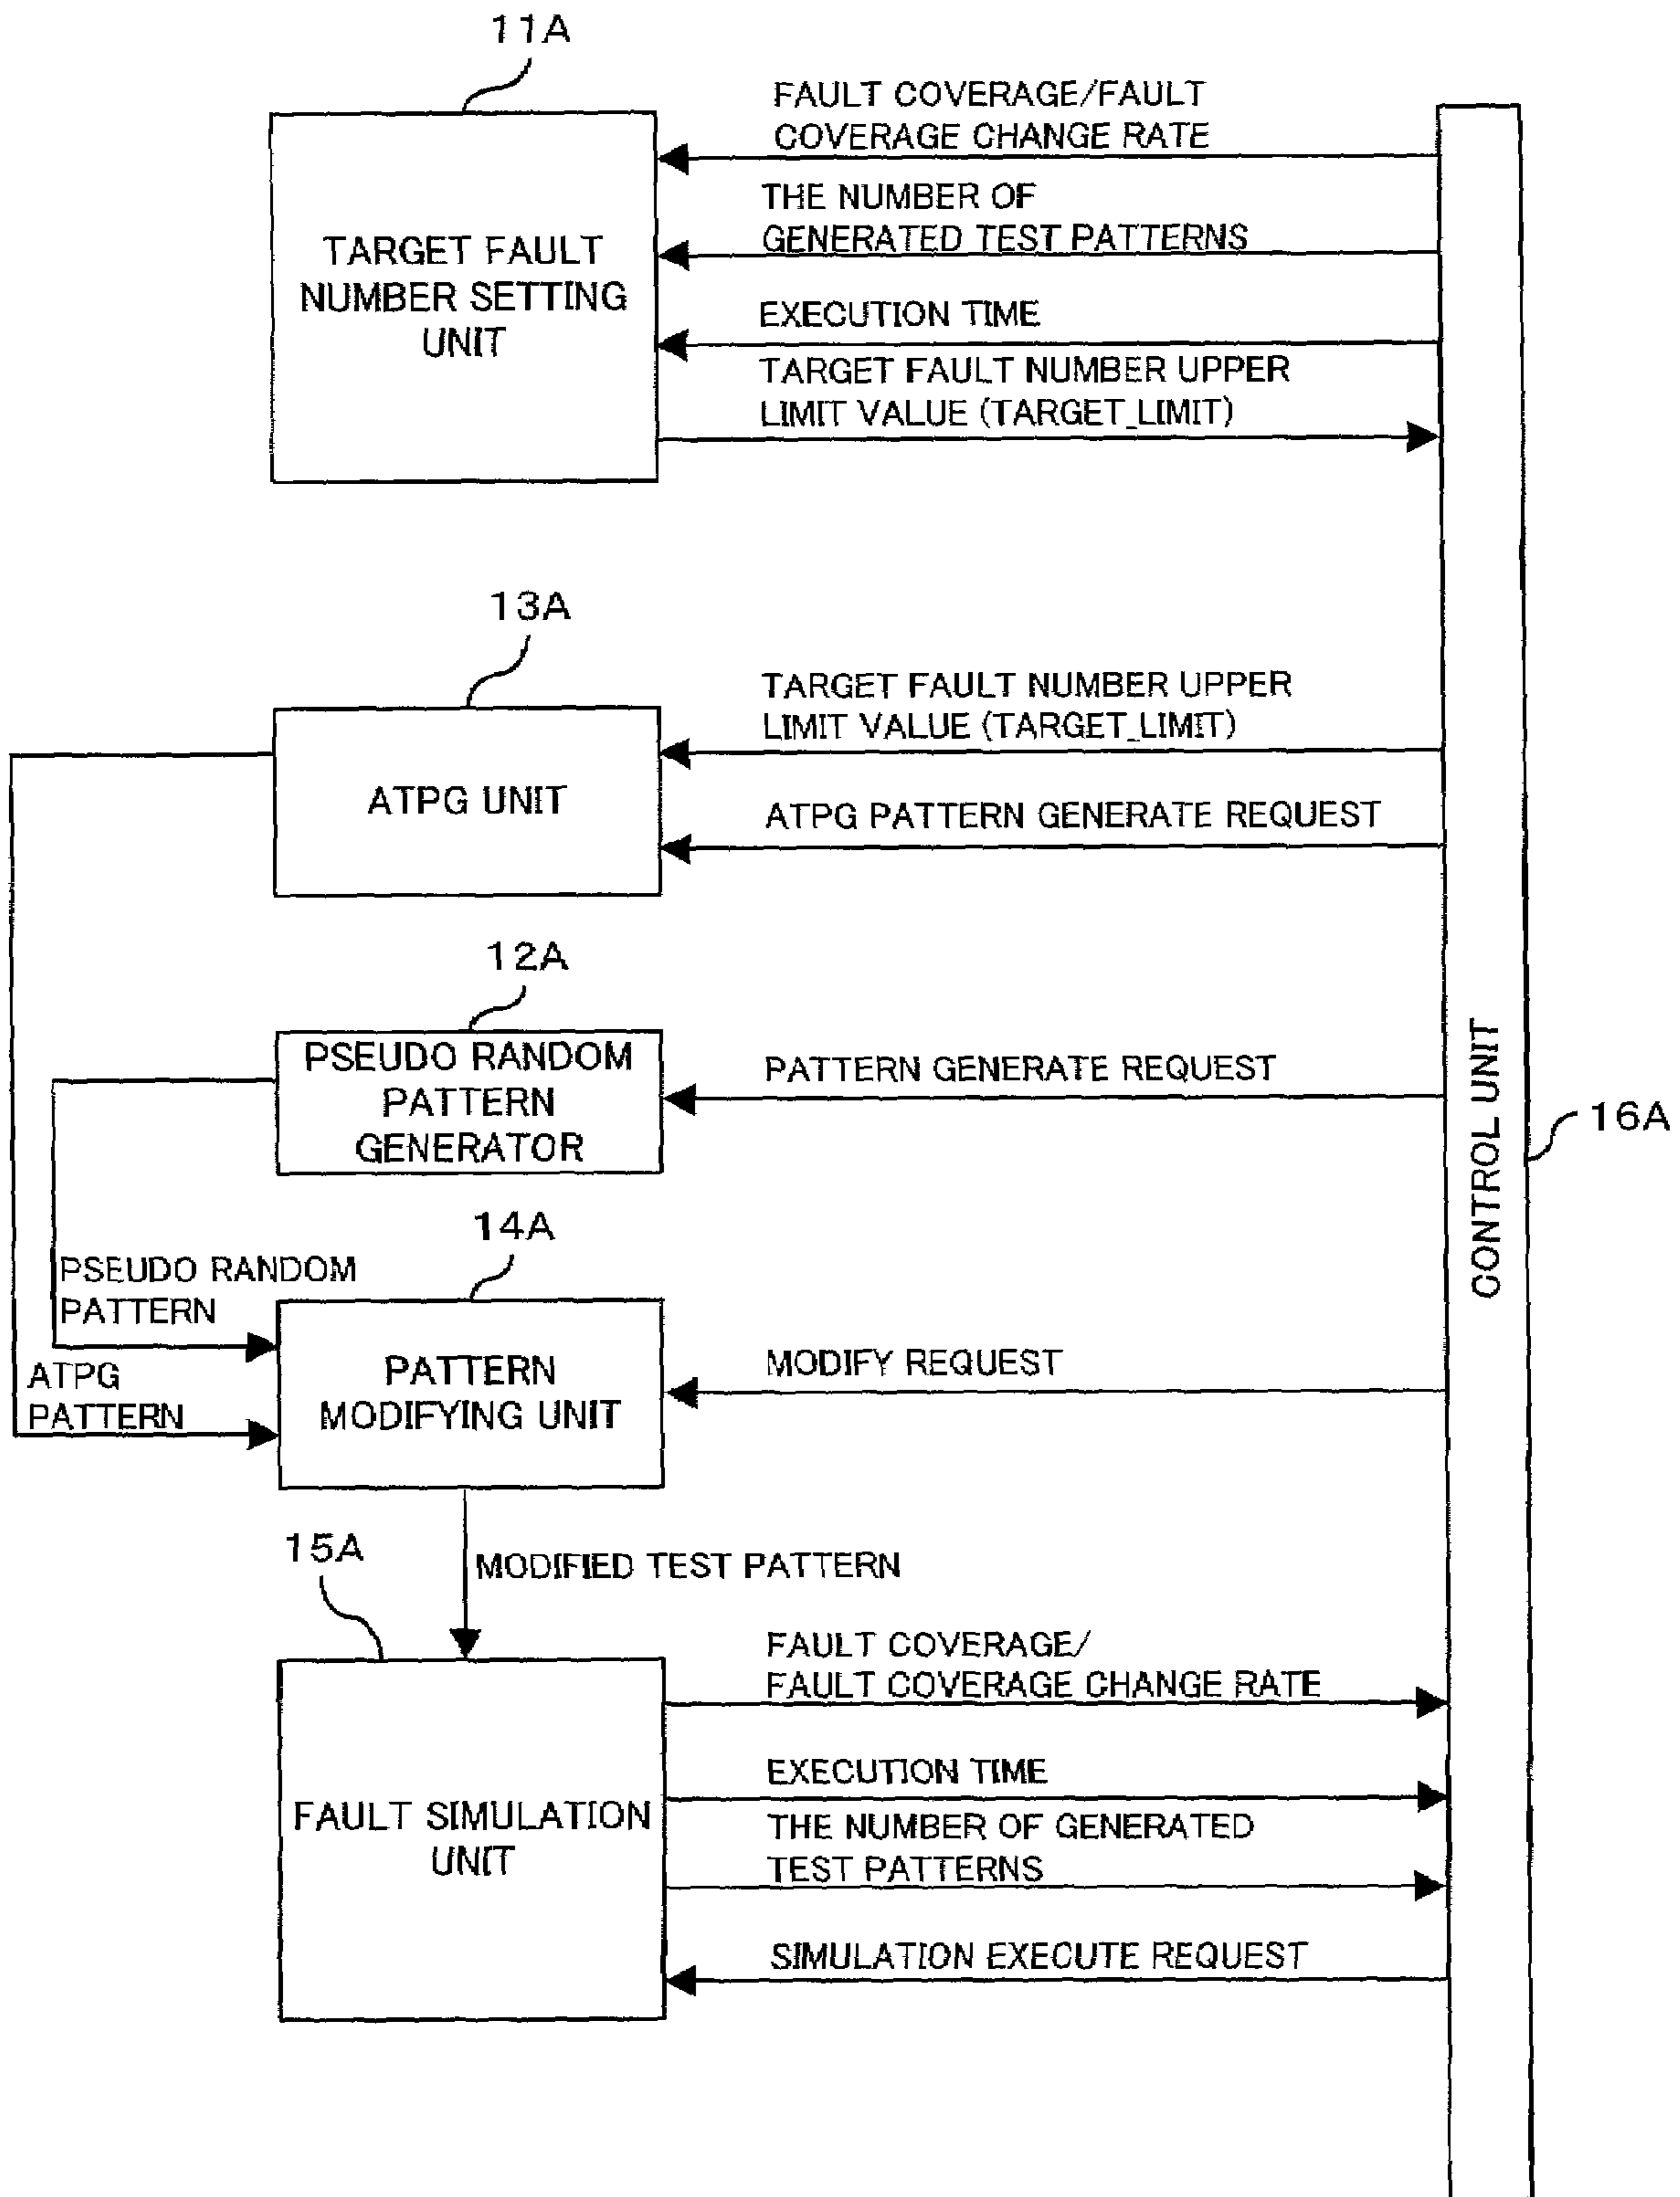 11A
FAULT COVERAGE/FAULT
COVERAGE CHANGE RATE
THE NUMBER OF
GENERATED TEST PATTERNS
TARGET FAULT
NUMBER SETTING
UNIT
EXECUTION TIME
TARGET FAULT NUMBER UPPER
LIMIT VALUE (TARGET_LIMIT)
13A
TARGET FAULT NUMBER UPPER
LIMIT VALUE (TARGET_LIMIT)
ATPG UNIT
ATPG PATTERN GENERATE REQUEST
12A
PSEUDO RANDOM
PATTERN
GENERATOR
PATTERN GENERATE REQUEST
CONTROL UNIT
16A
14A
PSEUDO RANDOM
PATTERN
ATPG
PATTERN
PATTERN
MODIFYING UNIT
MODIFY REQUEST
15A
MODIFIED TEST PATTERN
FAULT COVERAGE/
FAULT COVERAGE CHANGE RATE
EXECUTION TIME
FAULT SIMULATION
UNIT
THE NUMBER OF GENERATED
TEST PATTERNS
SIMULATION EXECUTE REQUEST